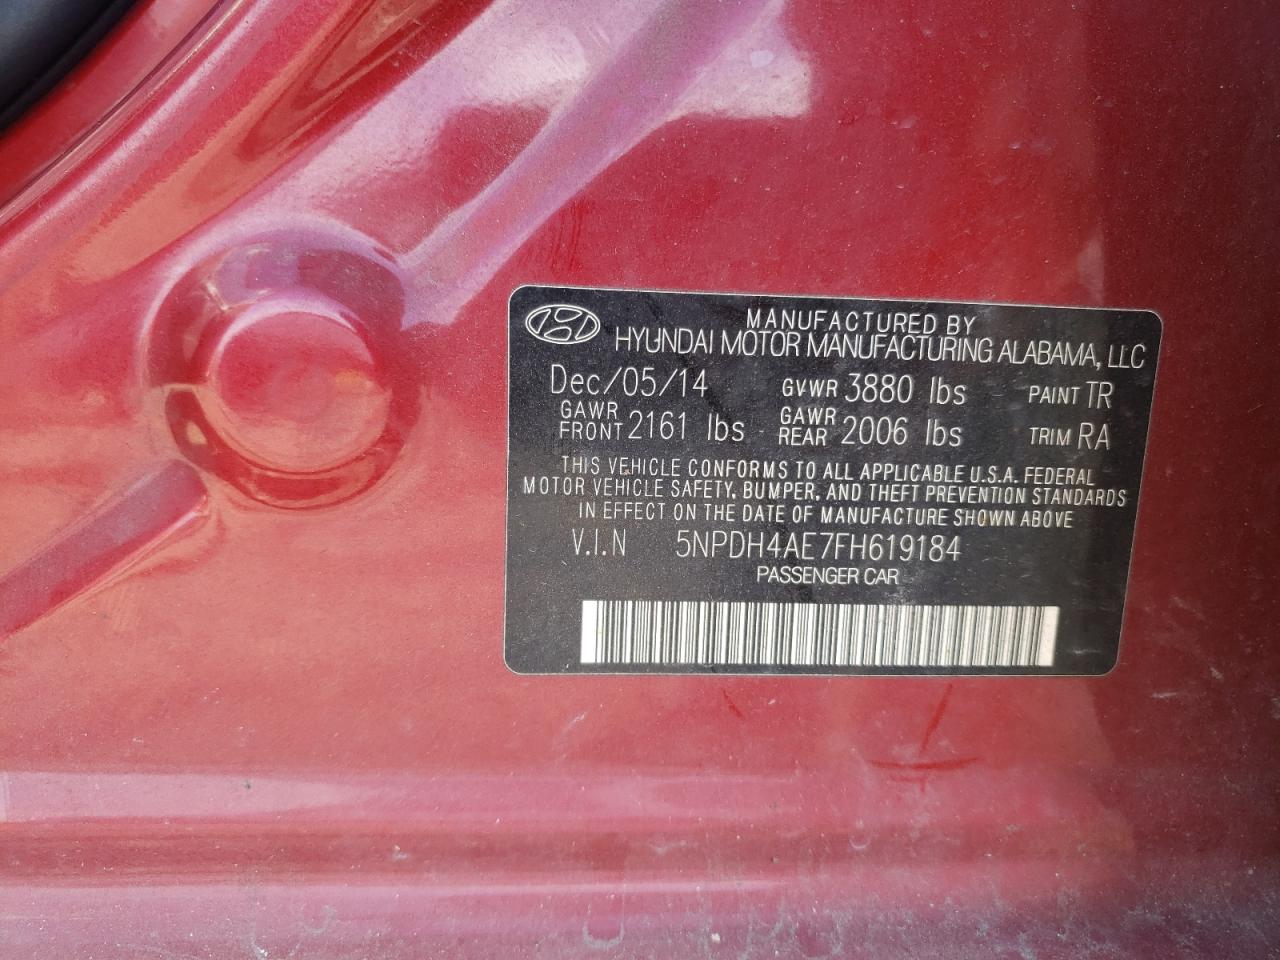 MANUFACTURED BY
HYUNDAI MOTOR MANUFACTURING ALABAMA, LLC
Dec/05/14 GVWR 3880 lbs PAINT TR
GAWR FRONT 2161 lbs GAWR REAR 2006 lbs TRIM RA
THIS VEHICLE CONFORMS TO ALL APPLICABLE U.S.A. FEDERAL
MOTOR VEHICLE SAFETY, BUMPER, AND THEFT PREVENTION STANDARDS
IN EFFECT ON THE DATE OF MANUFACTURE SHOWN ABOVE
V.I.N 5NPDH4AE7FH619184
PASSENGER CAR